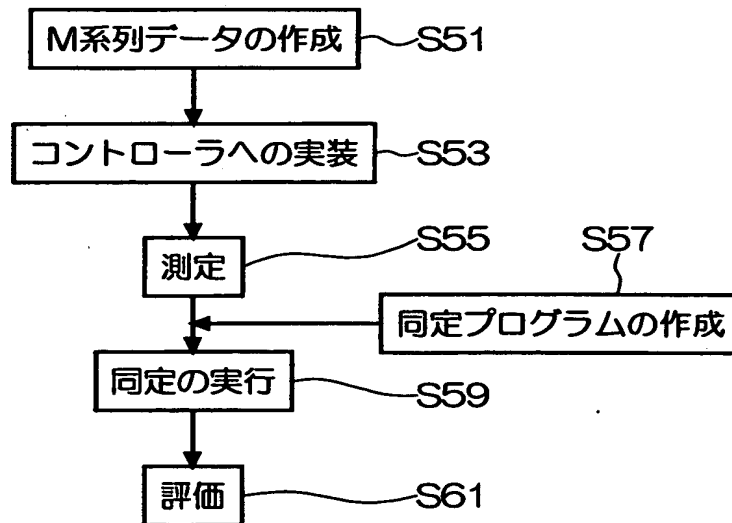 M系列データの作成 S51
コントローラへの実装 S53
測定 S55
S57
同定プログラムの作成
同定の実行 S59
評価 S61